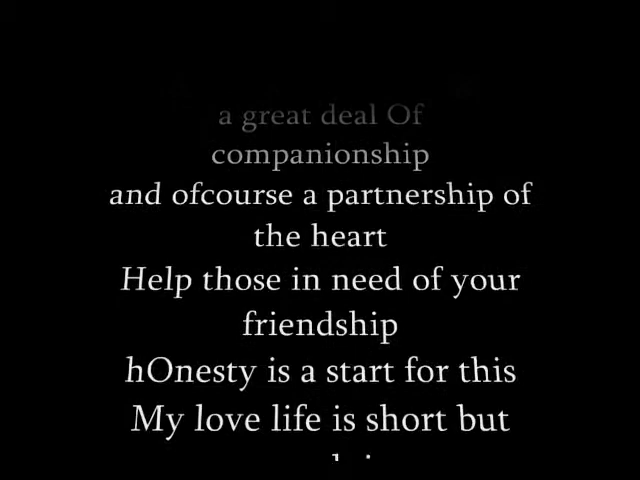 a great deal Of
companionship
and ofcourse a partnership of
the heart
Help those in need of your
friendship
hOnesty is a start for this
My love life is short but